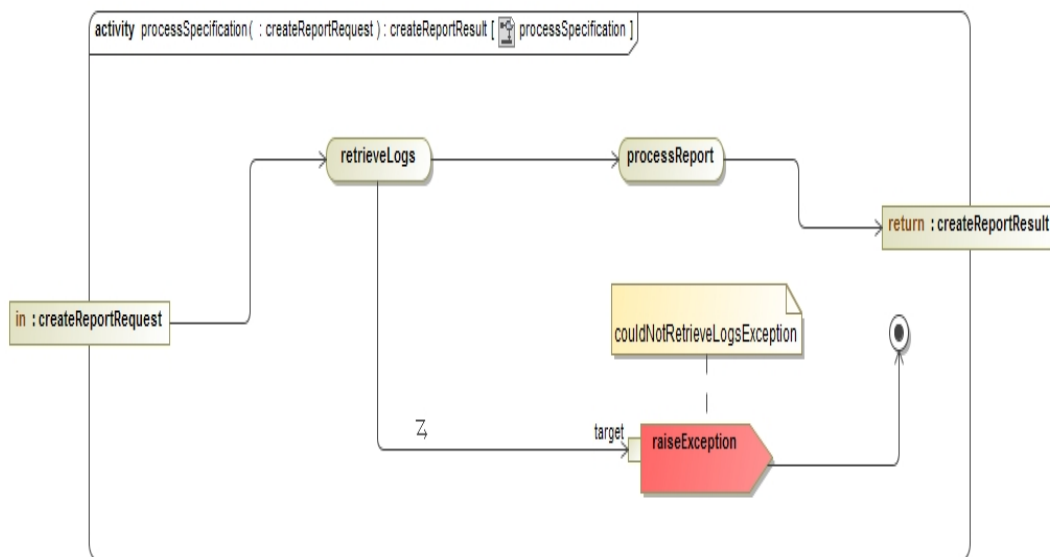 activity processSpecification( : createReportRequest ) : createReportResult [ processSpecification ]
retrieveLogs
processReport
return : createReportResult
in : createReportRequest
couldNotRetrieveLogsException
target
raiseException